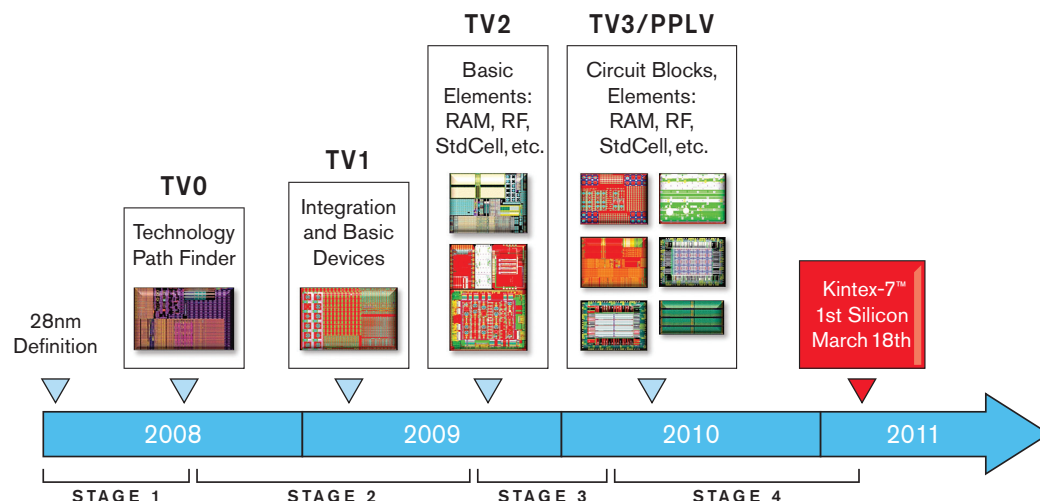 TV2
TV3/PPLV
Basic
Elements:
RAM, RF,
StdCell, etc.
Circuit Blocks,
Elements:
RAM, RF,
StdCell, etc.
TV1
TV0
Integration
and Basic
Devices
Technology
Path Finder
28nm
Definition
Kintex-7™
1st Silicon
March 18th
2008
2009
2010
2011
STAGE 1
STAGE 2
STAGE 3
STAGE 4